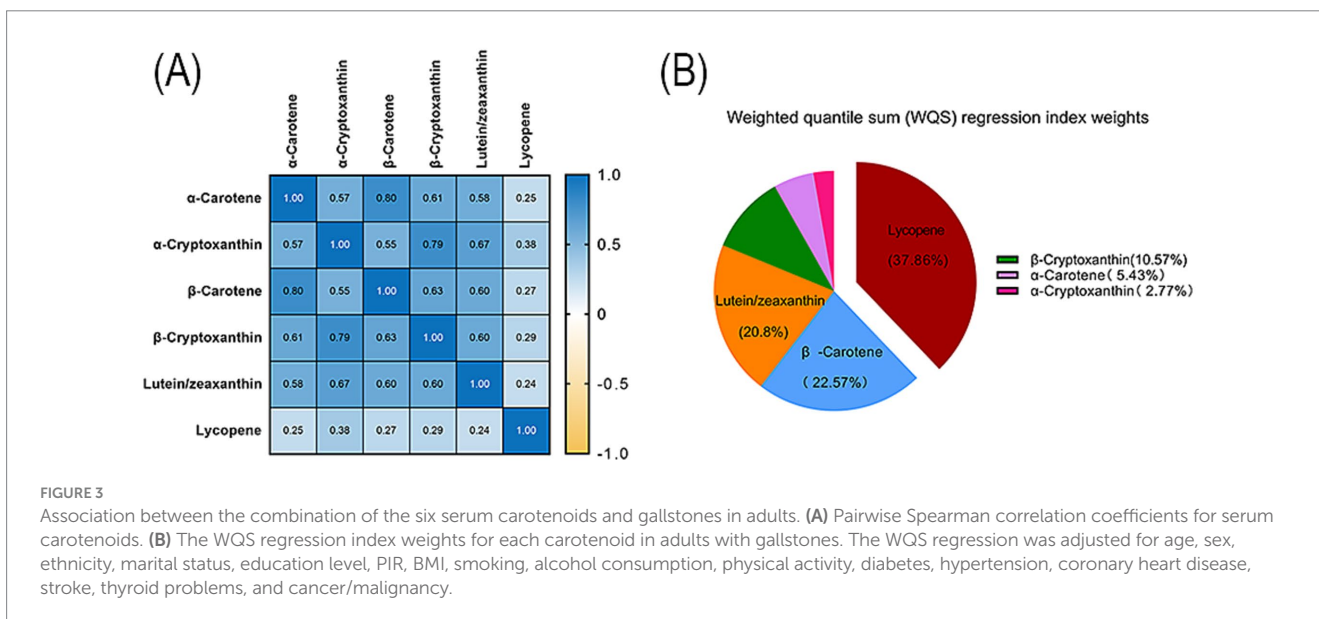 (A)
α-Carotene
α-Cryptoxanthin
β-Carotene
β-Cryptoxanthin
Lutein/zeaxanthin
Lycopene
α-Carotene 1.00 0.57 0.80 0.61 0.58 0.25
α-Cryptoxanthin 0.57 1.00 0.55 0.79 0.67 0.38
β-Carotene 0.80 0.55 1.00 0.63 0.60 0.27
β-Cryptoxanthin 0.61 0.79 0.63 1.00 0.60 0.29
Lutein/zeaxanthin 0.58 0.67 0.60 0.60 1.00 0.24
Lycopene 0.25 0.38 0.27 0.29 0.24 1.00
1.0
0.5
0
-0.5
-1.0
(B)
Weighted quantile sum (WQS) regression index weights
Lycopene
(37.86%)
Lutein/zeaxanthin
(20.8%)
β -Carotene
( 22.57%)
β-Cryptoxanthin(10.57%)
α-Carotene( 5.43%)
α-Cryptoxanthin( 2.77%)
FIGURE 3
Association between the combination of the six serum carotenoids and gallstones in adults. (A) Pairwise Spearman correlation coefficients for serum
carotenoids. (B) The WQS regression index weights for each carotenoid in adults with gallstones. The WQS regression was adjusted for age, sex,
ethnicity, marital status, education level, PIR, BMI, smoking, alcohol consumption, physical activity, diabetes, hypertension, coronary heart disease,
stroke, thyroid problems, and cancer/malignancy.